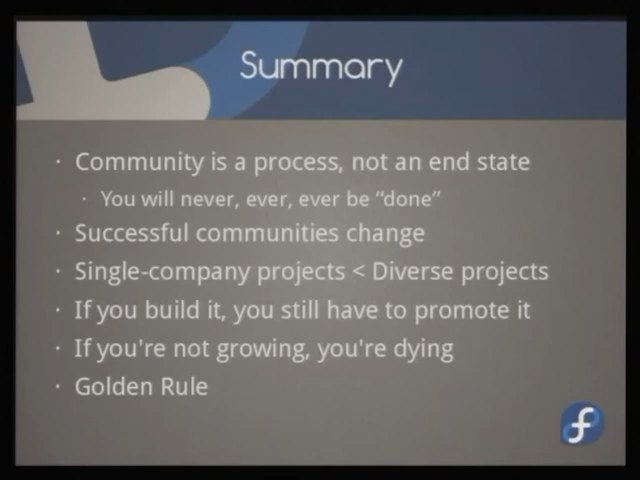 Summary
· Community is a process, not an end state
· You will never, ever, ever be “done”
· Successful communities change
· Single-company projects < Diverse projects
· If you build it, you still have to promote it
· If you're not growing, you're dying
· Golden Rule